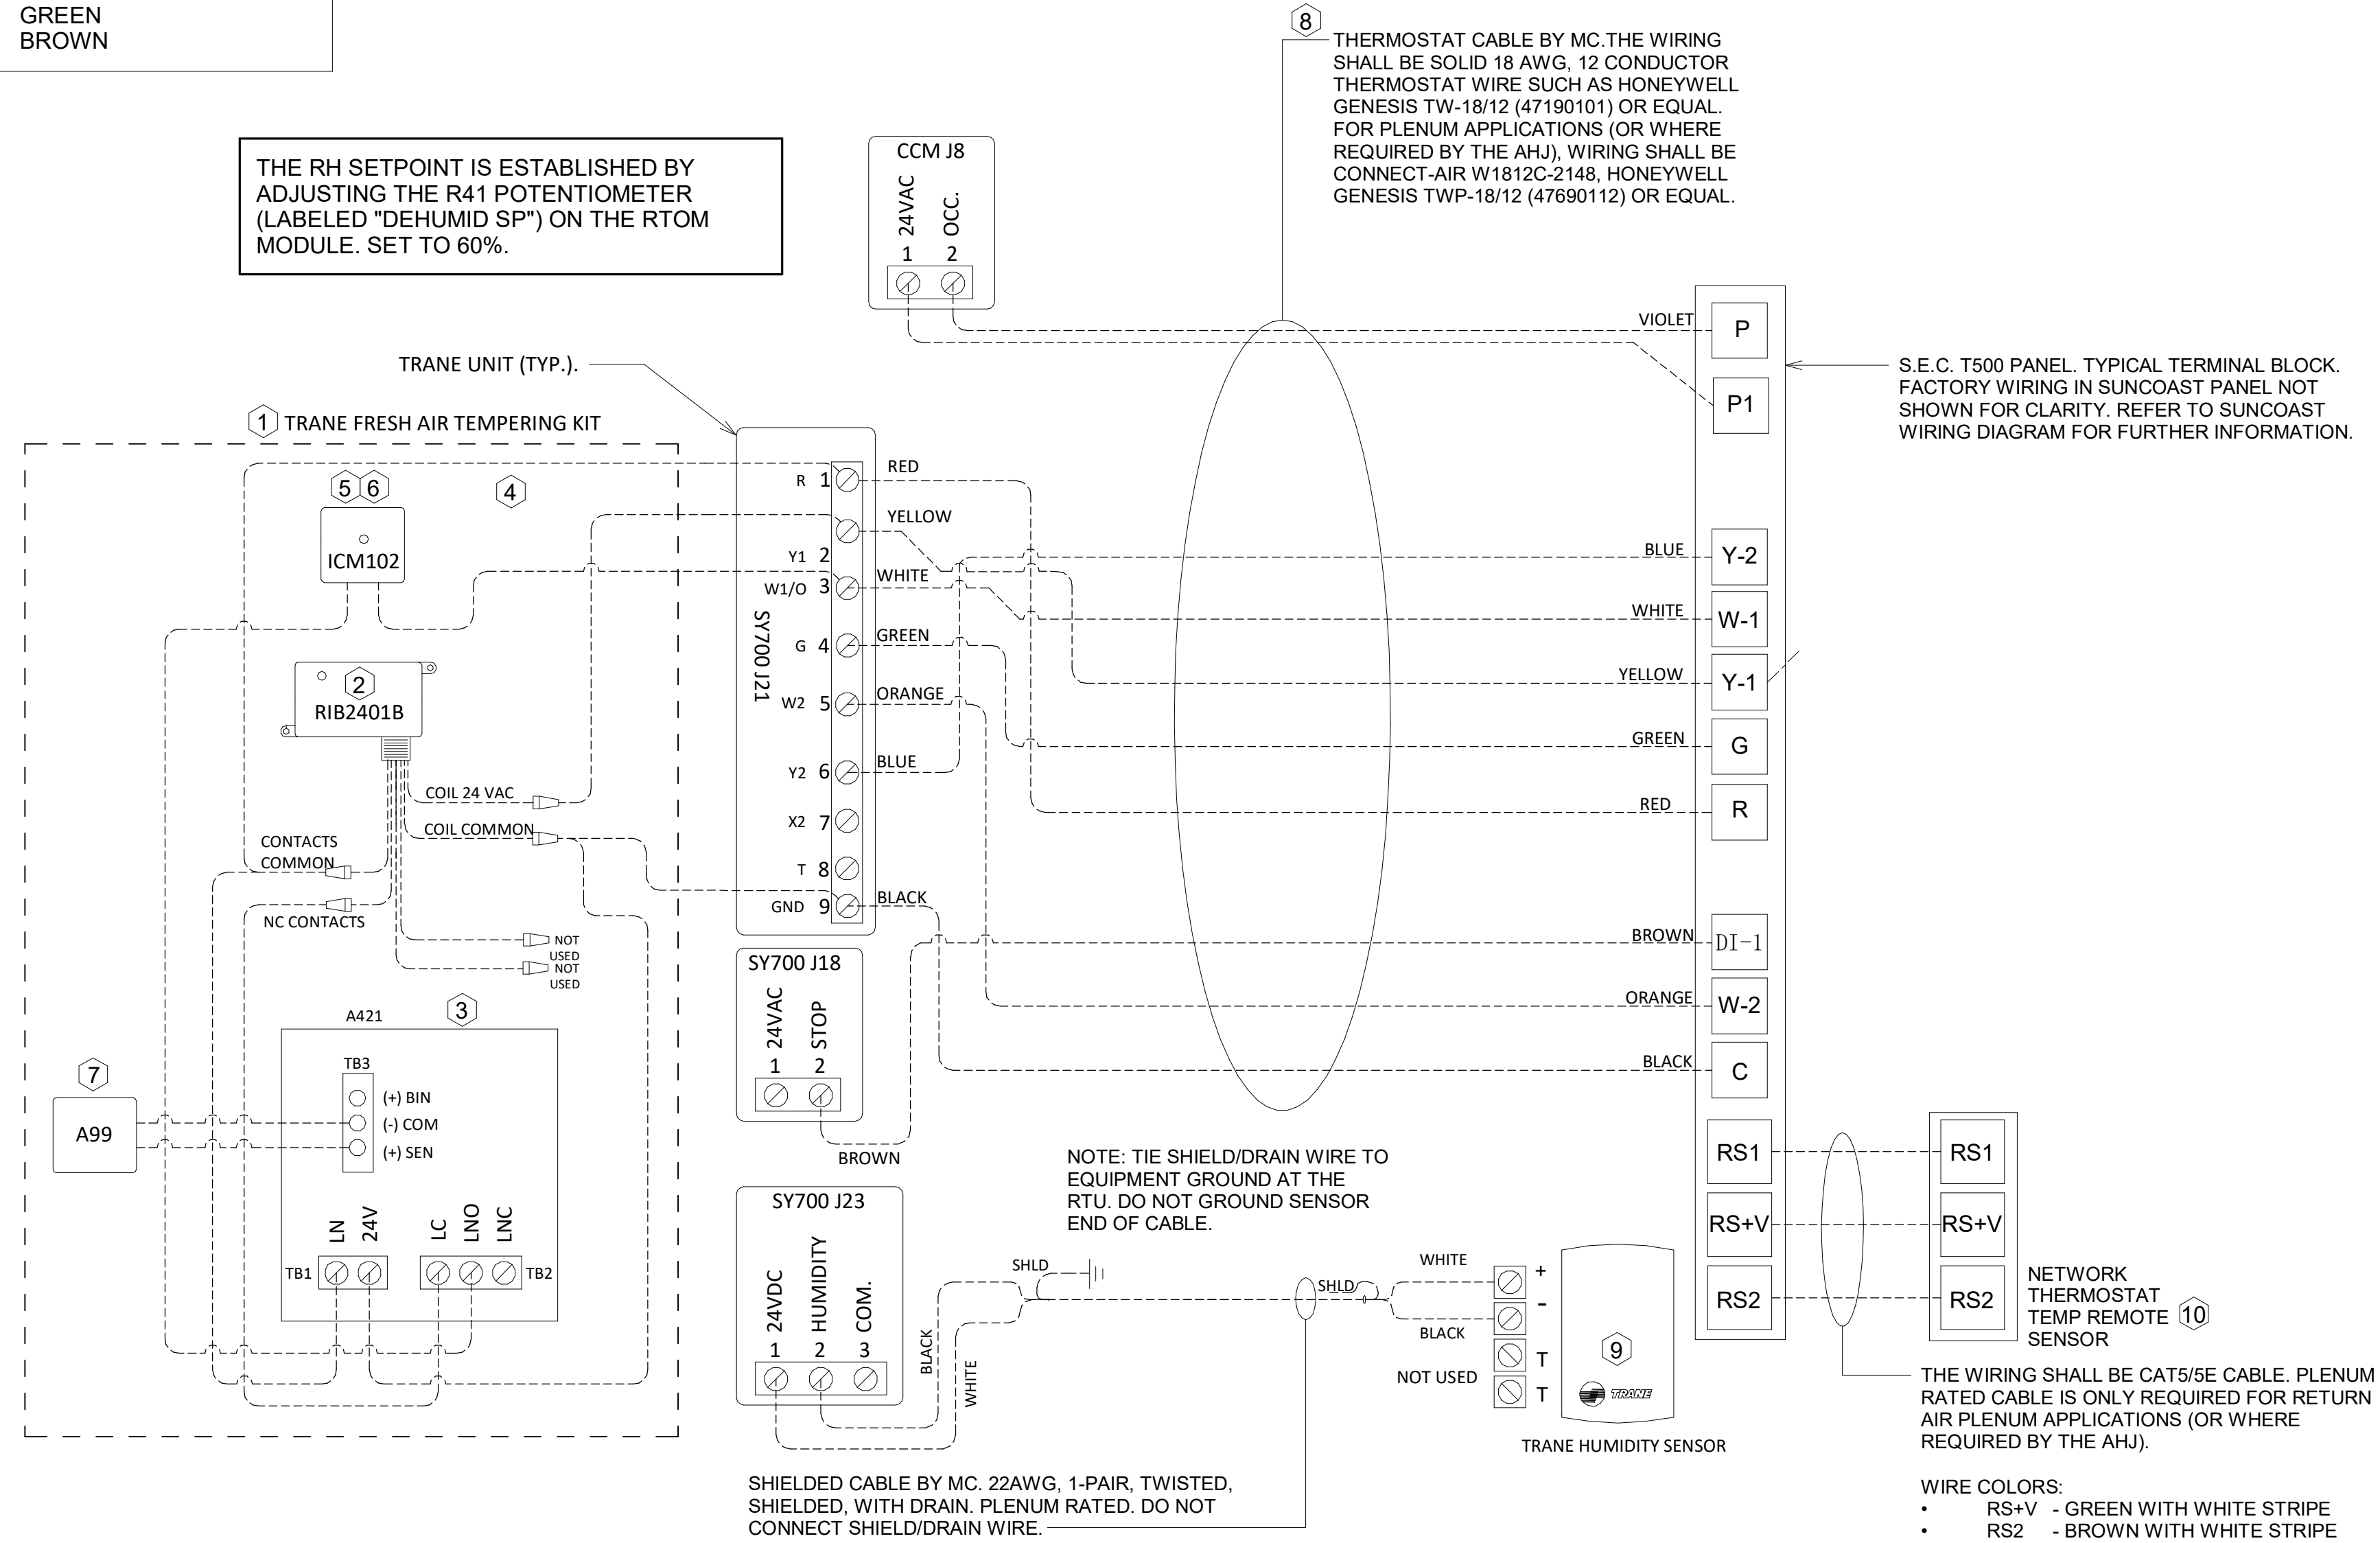 GREEN
BROWN
8
THERMOSTAT CABLE BY MC.THE WIRING
SHALL BE SOLID 18 AWG, 12 CONDUCTOR
THERMOSTAT WIRE SUCH AS HONEYWELL
GENESIS TW-18/12 (47190101) OR EQUAL.
FOR PLENUM APPLICATIONS (OR WHERE
REQUIRED BY THE AHJ), WIRING SHALL BE
CONNECT-AIR W1812C-2148, HONEYWELL
GENESIS TWP-18/12 (47690112) OR EQUAL.
THE RH SETPOINT IS ESTABLISHED BY
ADJUSTING THE R41 POTENTIOMETER
(LABELED "DEHUMID SP") ON THE RTOM
MODULE. SET TO 60%.
CCM J8
24VAC
OCC.
1 2
TRANE UNIT (TYP.).
1 TRANE FRESH AIR TEMPERING KIT
5 6
4
ICM102
2
RIB2401B
COIL 24 VAC
COIL COMMON
CONTACTS
COMMON
NC CONTACTS
NOT
USED
NOT
USED
3
A421
7
A99
TB3
(+) BIN
(-) COM
(+) SEN
LN
24V
LC
LNO
LNC
TB1
TB2
SY700 J21
R 1
Y1 2
W1/O 3
G 4
W2 5
Y2 6
X2 7
T 8
GND 9
RED
YELLOW
WHITE
GREEN
ORANGE
BLUE
BLACK
SY700 J18
24VAC
STOP
1 2
BROWN
SY700 J23
24VDC
HUMIDITY
COM.
1 2 3
BLACK
WHITE
SHLD
NOTE: TIE SHIELD/DRAIN WIRE TO
EQUIPMENT GROUND AT THE
RTU. DO NOT GROUND SENSOR
END OF CABLE.
SHLD
WHITE
BLACK
NOT USED
+
-
T
T
9
TRANE
TRANE HUMIDITY SENSOR
SHIELDED CABLE BY MC. 22AWG, 1-PAIR, TWISTED,
SHIELDED, WITH DRAIN. PLENUM RATED. DO NOT
CONNECT SHIELD/DRAIN WIRE.
VIOLET P
P1
BLUE Y-2
WHITE W-1
YELLOW Y-1
GREEN G
RED R
BROWN DI-1
ORANGE W-2
BLACK C
RS1
RS+V
RS2
S.E.C. T500 PANEL. TYPICAL TERMINAL BLOCK.
FACTORY WIRING IN SUNCOAST PANEL NOT
SHOWN FOR CLARITY. REFER TO SUNCOAST
WIRING DIAGRAM FOR FURTHER INFORMATION.
RS1
RS+V
RS2
NETWORK
THERMOSTAT
TEMP REMOTE 10
SENSOR
THE WIRING SHALL BE CAT5/5E CABLE. PLENUM
RATED CABLE IS ONLY REQUIRED FOR RETURN
AIR PLENUM APPLICATIONS (OR WHERE
REQUIRED BY THE AHJ).
WIRE COLORS:
• RS+V - GREEN WITH WHITE STRIPE
• RS2 - BROWN WITH WHITE STRIPE